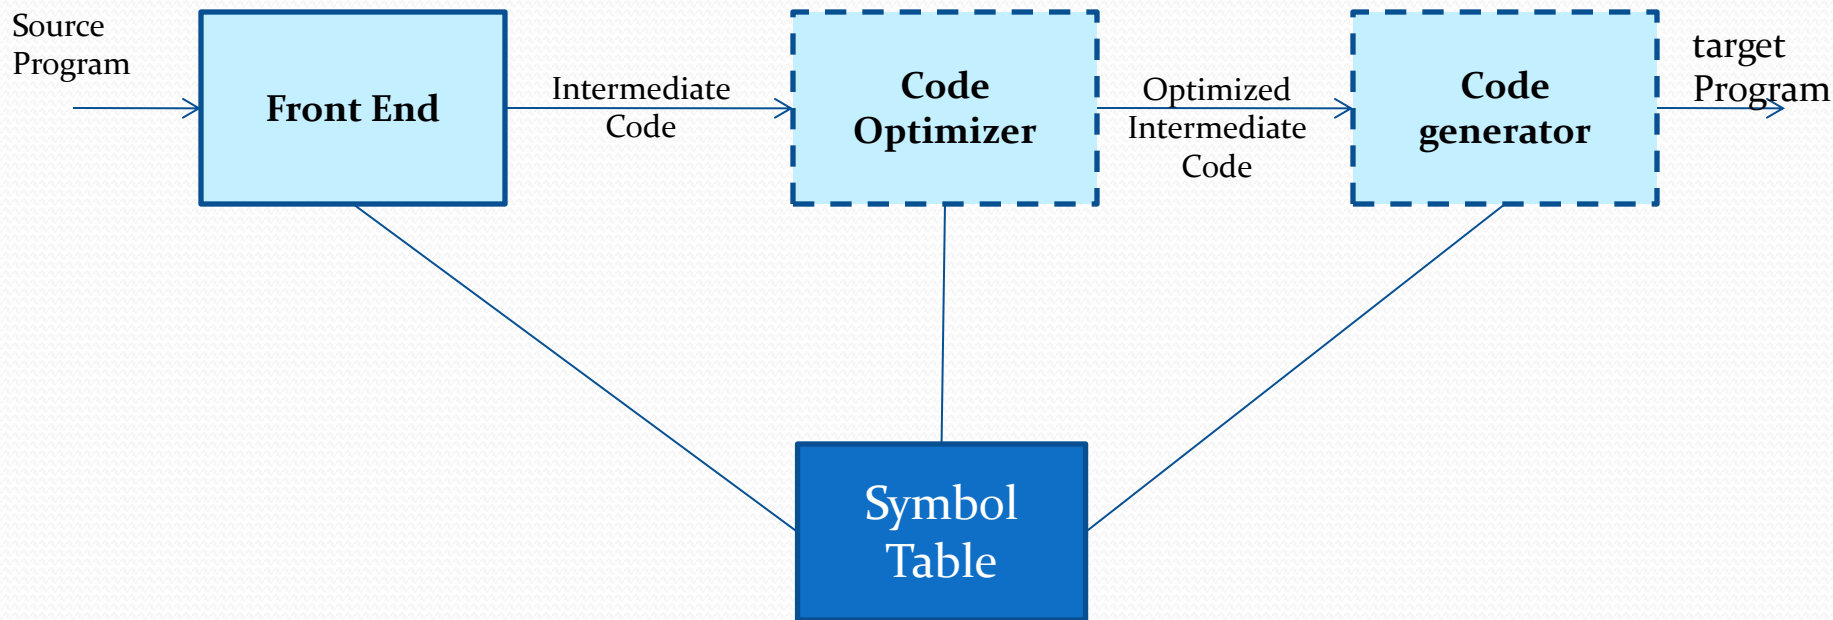 Source
Program
Front End
Intermediate
Code
Code
Optimizer
Optimized
Intermediate
Code
Code
generator
target
Program
Symbol
Table